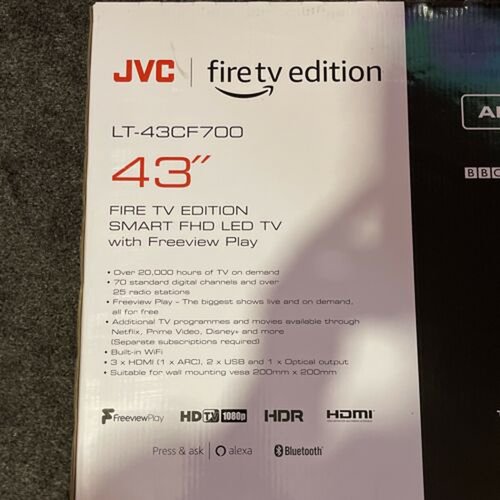 JVC | fire tv edition
LT-43CF700
43"
FIRE TV EDITION
SMART FHD LED TV
with Freeview Play
• Over 20,000 hours of TV on demand
• 70 standard digital channels and over
25 radio stations
• Freeview Play - The biggest shows live and on demand,
all for free
• Additional TV programmes and movies available through
Netflix, Prime Video, Disney+ and more
(Separate subscriptions required)
• Built-in WiFi
• 3 x HDMI (1 x ARC), 2 x USB and 1 x Optical output
• Suitable for wall mounting vesa 200mm x 200mm
FreeviewPlay HD TV 1080p HDR HDMI
Press & ask | alexa Bluetooth
BBC